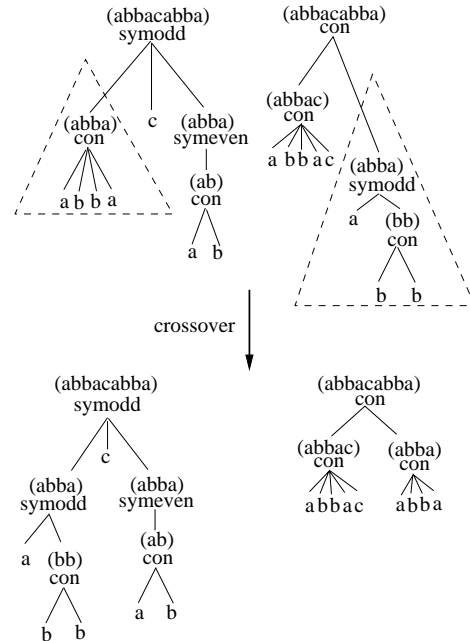 (abbacabba)
symodd
(abba)
con
c
(abba)
symeven
a b b a
(ab)
con
a b
(abbacabba)
con
(abbac)
con
a b b a c
(abba)
symodd
a
(bb)
con
b b
crossover
(abbacabba)
symodd
c
(abba)
symodd
(abba)
symeven
a
(bb)
con
(ab)
con
b b
a b
(abbacabba)
con
(abbac)
con
(abba)
con
a b b a c
a b b a